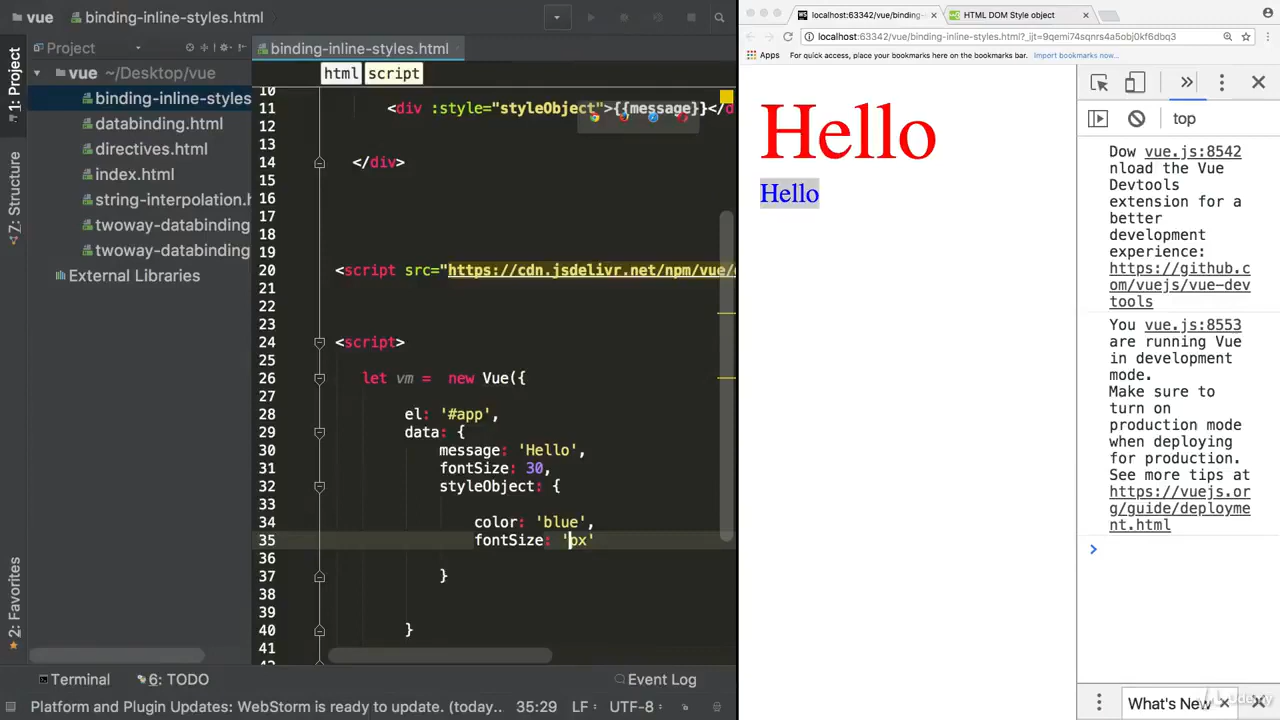 vue
binding-inline-styles.html
localhost:63342/vue/binding-
HTML DOM Style object
localhost:63342/vue/binding-inline-styles.html?_ijt=9qemi74sqnrs4a5obj0kf6dbq3
Apps
For quick access, place your bookmarks here on the bookmarks bar.
Import bookmarks now...
1: Project
7: Structure
2: Favorites
Project
vue ~/Desktop/vue
binding-inline-styles
databinding.html
directives.html
index.html
string-interpolation.h
twoway-databinding
twoway-databinding
External Libraries
binding-inline-styles.html
html script
10
11 <div :style="styleObject">{{message}}</d
12
13
14 </div>
15
16
17
18
19
20 <script src="https://cdn.jsdelivr.net/npm/vue/
21
22
23
24 <script>
25
26 let vm = new Vue({
27
28 el: '#app',
29 data: {
30 message: 'Hello',
31 fontSize: 30,
32 styleObject: {
33
34 color: 'blue',
35 fontSize: 'px'
36
37 }
38
39
40 }
41
Hello
Hello
top
Dow vue.js:8542
nload the Vue
Devtools
extension for a
better
development
experience:
https://github.c
om/vuejs/vue-dev
tools
You vue.js:8553
are running Vue
in development
mode.
Make sure to
turn on
production mode
when deploying
for production.
See more tips at
https://vuejs.or
g/guide/deployme
nt.html
What's New
Udemy
Terminal
6: TODO
Event Log
Platform and Plugin Updates: WebStorm is ready to update. (today...
35:29 LF UTF-8